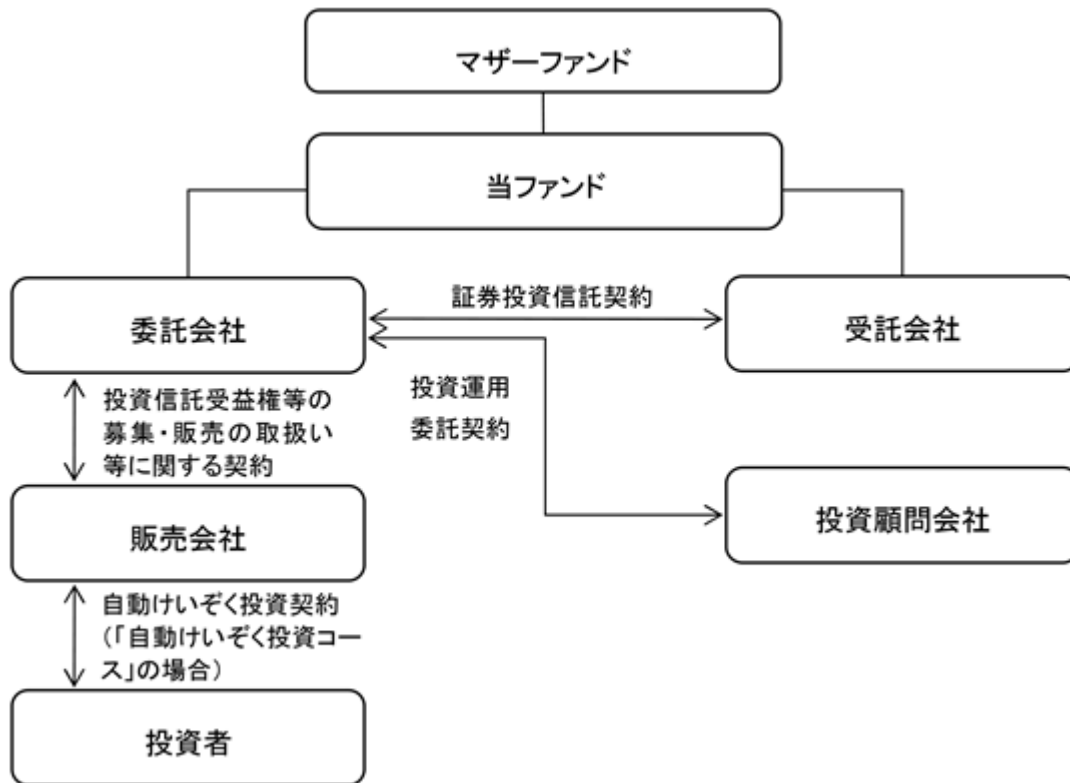 マザーファンド
当ファンド
委託会社
証券投資信託契約
受託会社
投資運用
委託契約
投資信託受益権等の
募集・販売の取扱い
等に関する契約
販売会社
投資顧問会社
自動けいぞく投資契約
(「自動けいぞく投資コー
ス」の場合)
投資者